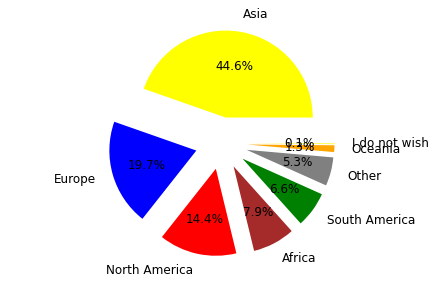 Asia
44.6%
0.1%
I do not wish
1.3%
Oceania
5.3%
Other
19.7%
Europe
6.6%
South America
14.4%
7.9%
Africa
North America